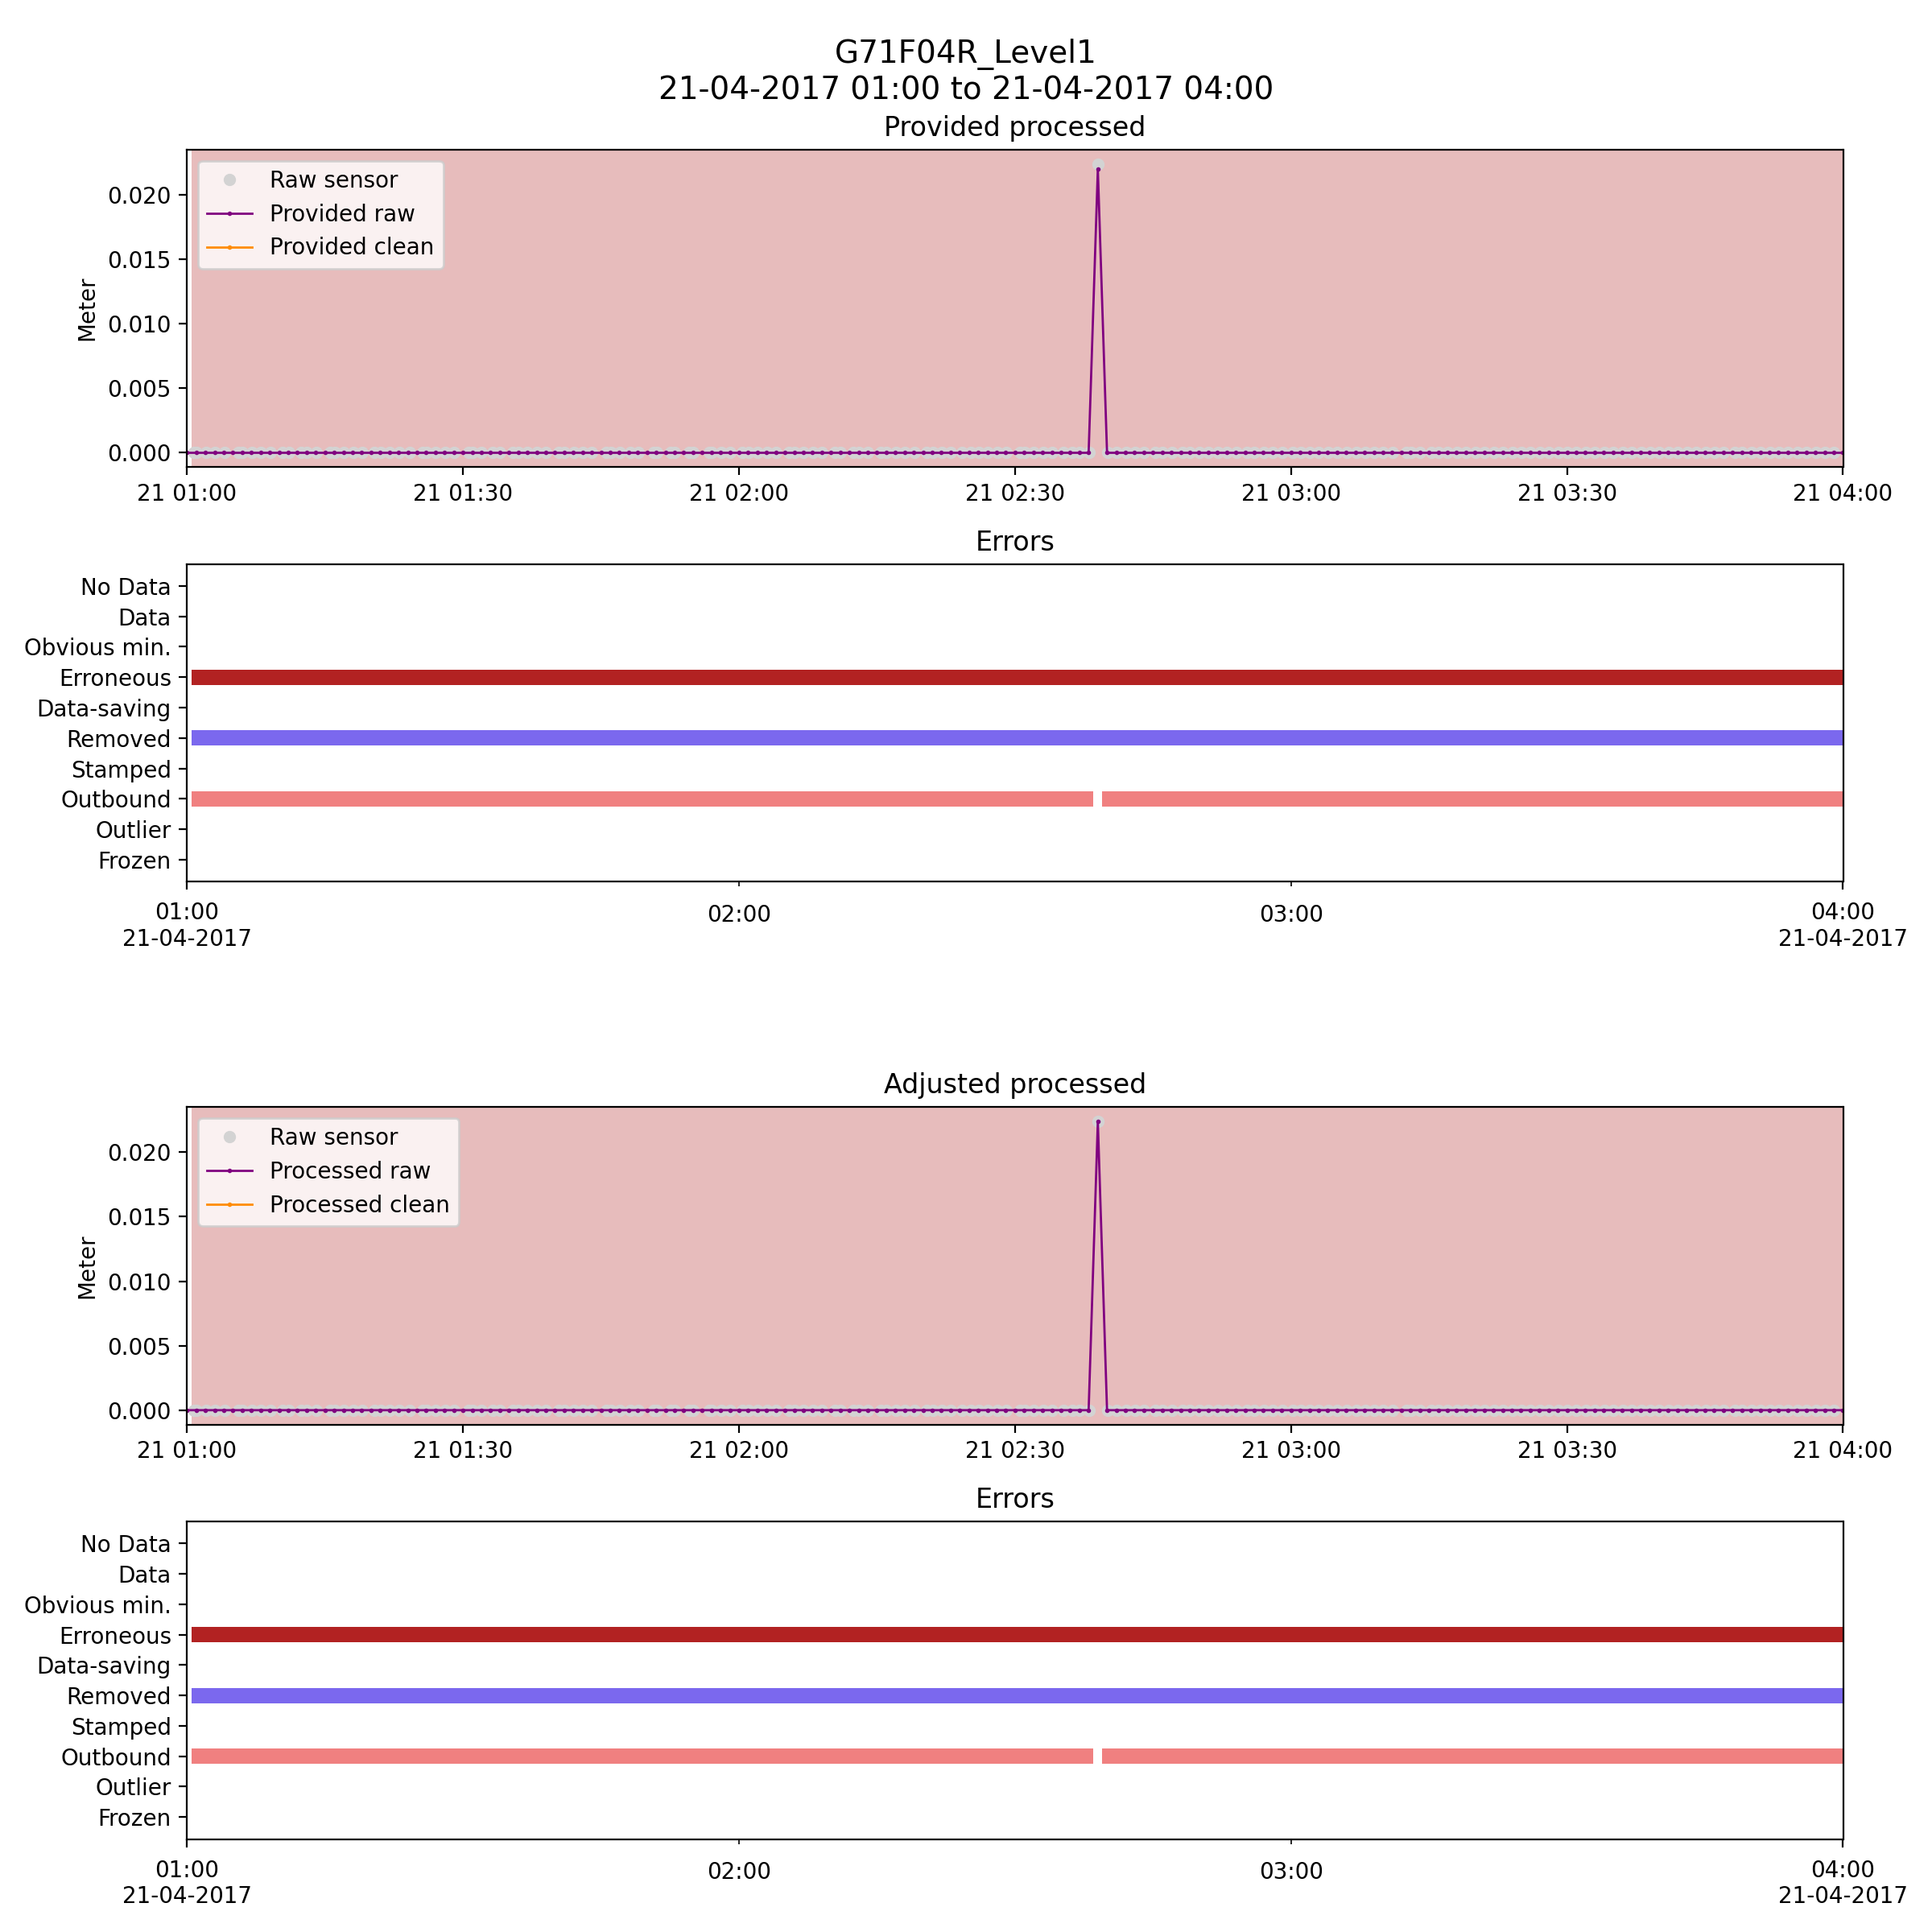 G71F04R_Level1
21-04-2017 01:00 to 21-04-2017 04:00
Provided processed
Raw sensor
Provided raw
Provided clean
Meter
0.020
0.015
0.010
0.005
0.000
21 01:00 21 01:30 21 02:00 21 02:30 21 03:00 21 03:30 21 04:00
Errors
No Data
Data
Obvious min.
Erroneous
Data-saving
Removed
Stamped
Outbound
Outlier
Frozen
01:00 02:00 03:00 04:00
21-04-2017 21-04-2017
Adjusted processed
Raw sensor
Processed raw
Processed clean
Meter
0.020
0.015
0.010
0.005
0.000
21 01:00 21 01:30 21 02:00 21 02:30 21 03:00 21 03:30 21 04:00
Errors
No Data
Data
Obvious min.
Erroneous
Data-saving
Removed
Stamped
Outbound
Outlier
Frozen
01:00 02:00 03:00 04:00
21-04-2017 21-04-2017